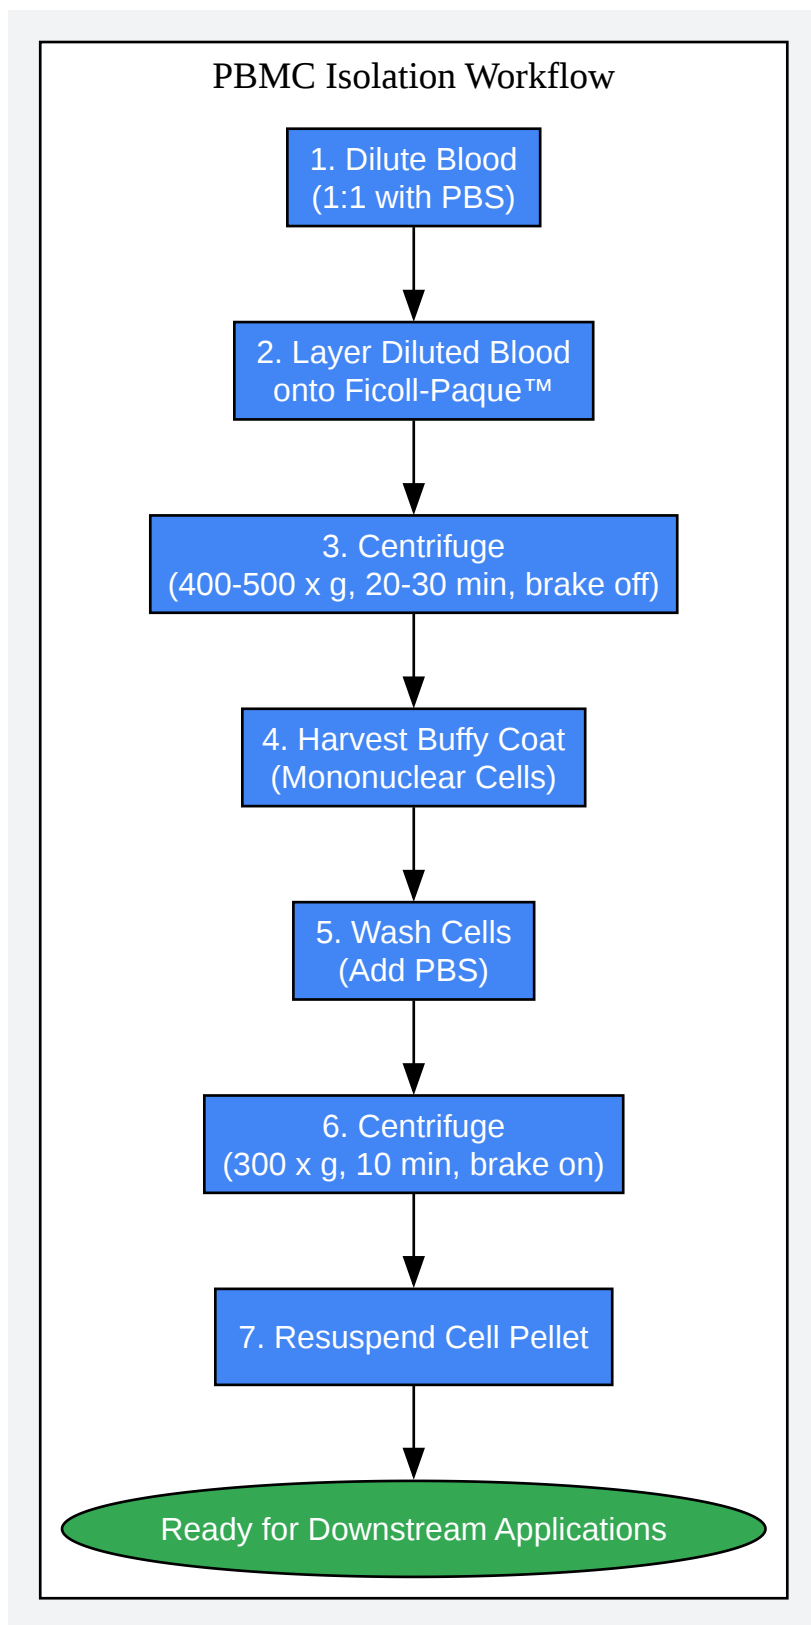 PBMC Isolation Workflow
1. Dilute Blood
(1:1 with PBS)
2. Layer Diluted Blood
onto Ficoll-Paque™
3. Centrifuge
(400-500 x g, 20-30 min, brake off)
4. Harvest Buffy Coat
(Mononuclear Cells)
5. Wash Cells
(Add PBS)
6. Centrifuge
(300 x g, 10 min, brake on)
7. Resuspend Cell Pellet
Ready for Downstream Applications